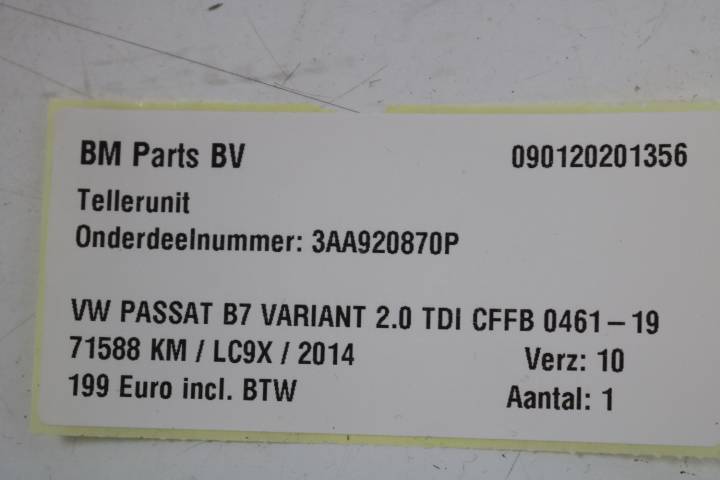 BM Parts BV 090120201356
Tellerunit
Onderdeelnummer: 3AA920870P
VW PASSAT B7 VARIANT 2.0 TDI CFFB 0461-19
71588 KM / LC9X / 2014 Verz: 10
199 Euro incl. BTW Aantal: 1